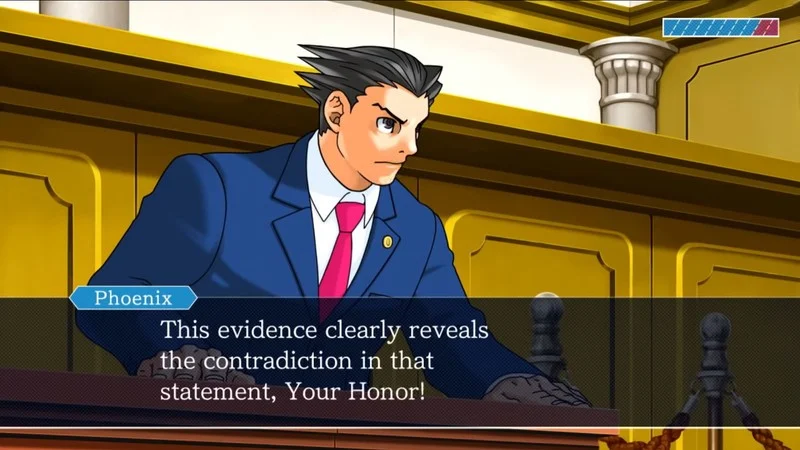 Phoenix
This evidence clearly reveals
the contradiction in that
statement, Your Honor!